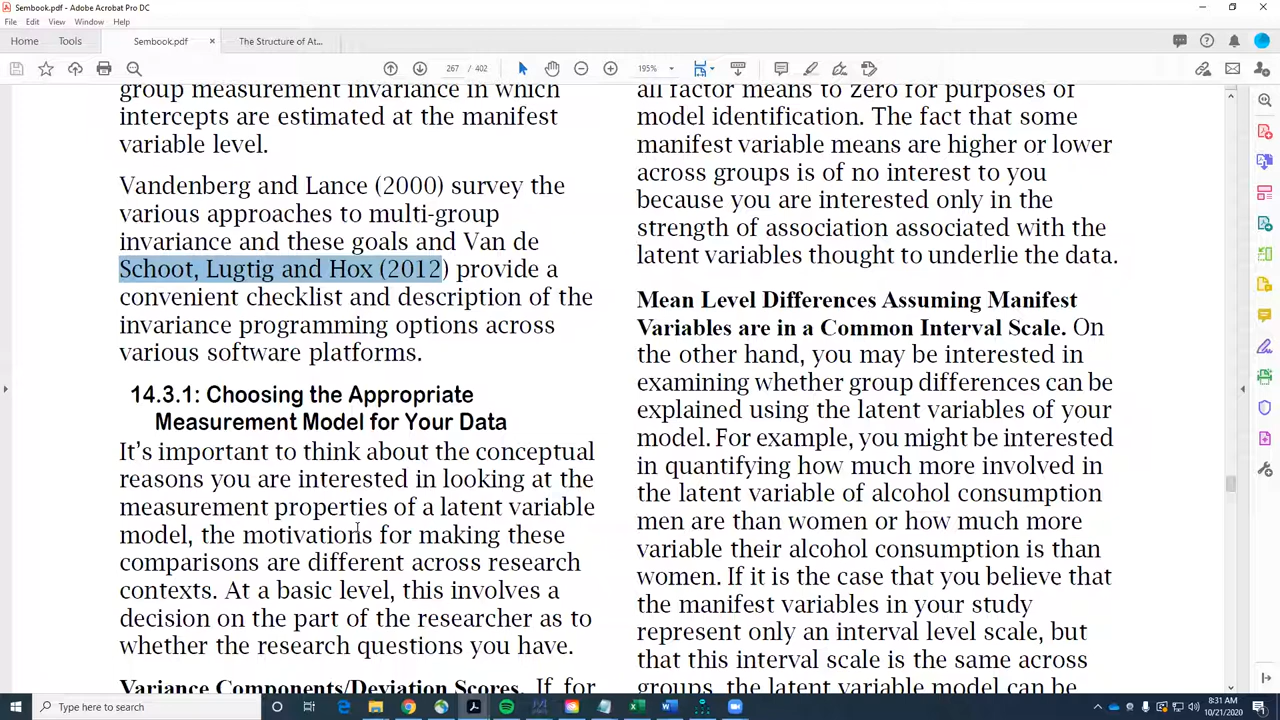 Sembook.pdf - Adobe Acrobat Pro DC
File Edit View Window Help
Home Tools Sembook.pdf × The Structure of At...
267 / 402 195%
group measurement invariance in which
intercepts are estimated at the manifest
variable level.
Vandenberg and Lance (2000) survey the
various approaches to multi-group
invariance and these goals and Van de
Schoot, Lugtig and Hox (2012) provide a
convenient checklist and description of the
invariance programming options across
various software platforms.
14.3.1: Choosing the Appropriate
Measurement Model for Your Data
It’s important to think about the conceptual
reasons you are interested in looking at the
measurement properties of a latent variable
model, the motivations for making these
comparisons are different across research
contexts. At a basic level, this involves a
decision on the part of the researcher as to
whether the research questions you have.
Variance Components/Deviation Scores. If for
all factor means to zero for purposes of
model identification. The fact that some
manifest variable means are higher or lower
across groups is of no interest to you
because you are interested only in the
strength of association associated with the
latent variables thought to underlie the data.
Mean Level Differences Assuming Manifest
Variables are in a Common Interval Scale. On
the other hand, you may be interested in
examining whether group differences can be
explained using the latent variables of your
model. For example, you might be interested
in quantifying how much more involved in
the latent variable of alcohol consumption
men are than women or how much more
variable their alcohol consumption is than
women. If it is the case that you believe that
the manifest variables in your study
represent only an interval level scale, but
that this interval scale is the same across
groups, the latent variable model can be
Type here to search
8:31 AM
10/21/2020